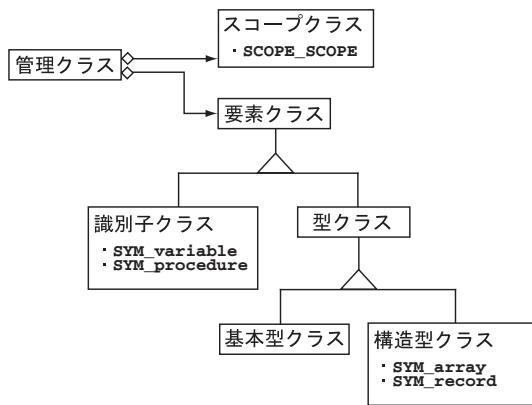 スコープクラス
・SCOPE_SCOPE
管理クラス
要素クラス
識別子クラス
・SYM_variable
・SYM_procedure
型クラス
基本型クラス
構造型クラス
・SYM_array
・SYM_record